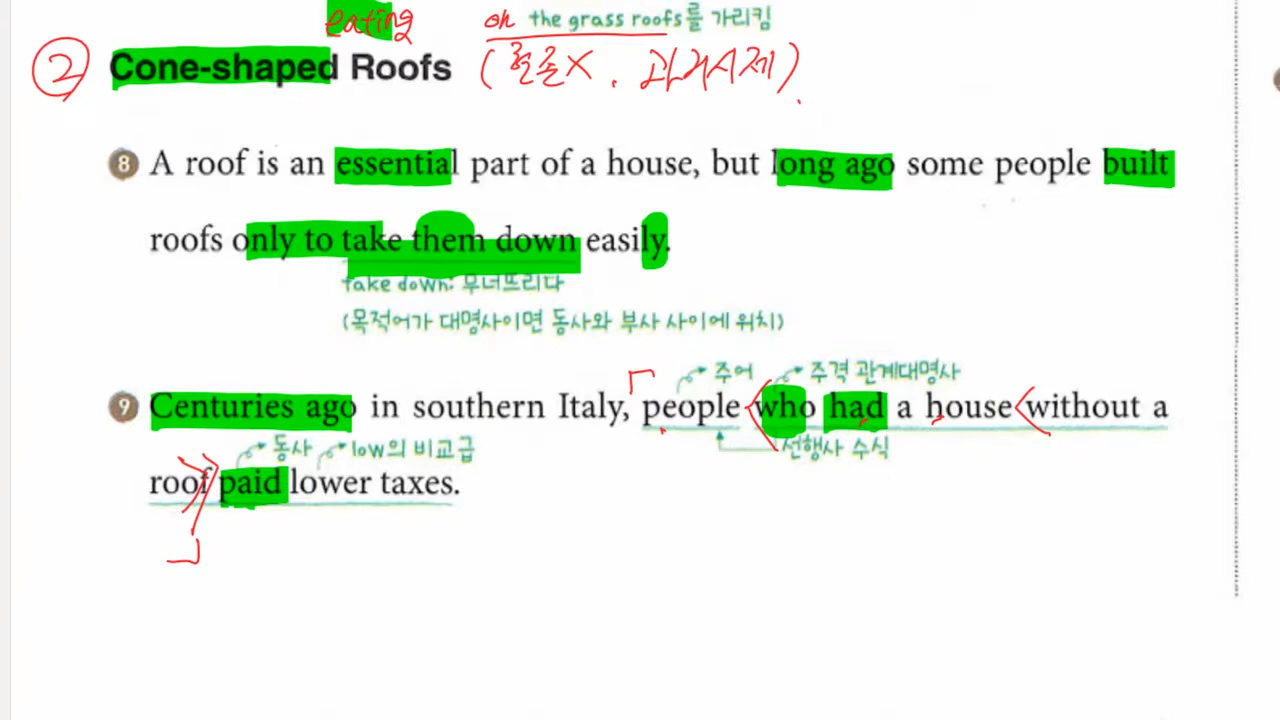 eating on the grass roofs를 가리킴
② Cone-shaped Roofs (현존X. 과거시제).
8 A roof is an essential part of a house, but long ago some people built
roofs only to take them down easily.
take down: 무너뜨리다
(목적어가 대명사이면 동사와 부사 사이에 위치)
주어 주격 관계대명사
9 Centuries ago in southern Italy, people who had a house without a
선행사 수식
동사 low의 비교급
roof paid lower taxes.